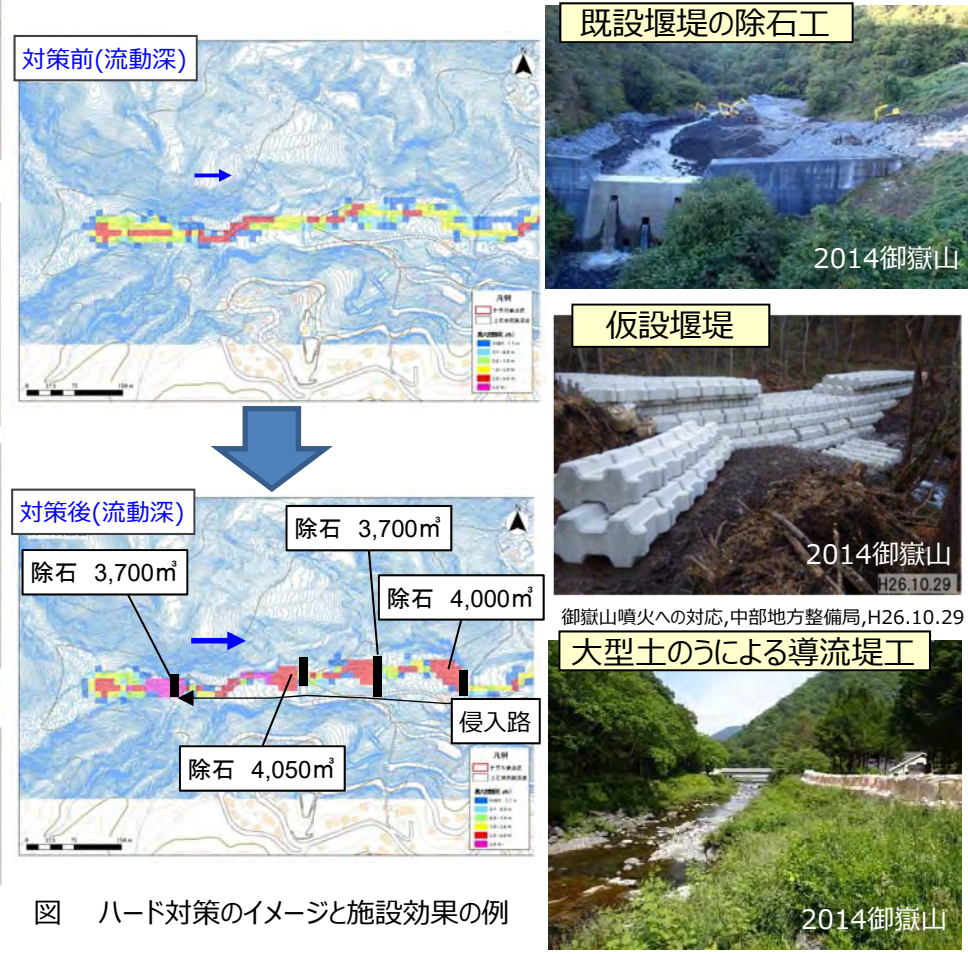 対策前(流動深)
凡例
対策後(流動深)
除石 3,700㎥
除石 3,700㎥
除石 4,000㎥
除石 4,050㎥
侵入路
凡例
図 ハード対策のイメージと施設効果の例
既設堰堤の除石工
2014御嶽山
仮設堰堤
2014御嶽山
H26.10.29
御嶽山噴火への対応,中部地方整備局,H26.10.29
大型土のうによる導流堤工
2014御嶽山